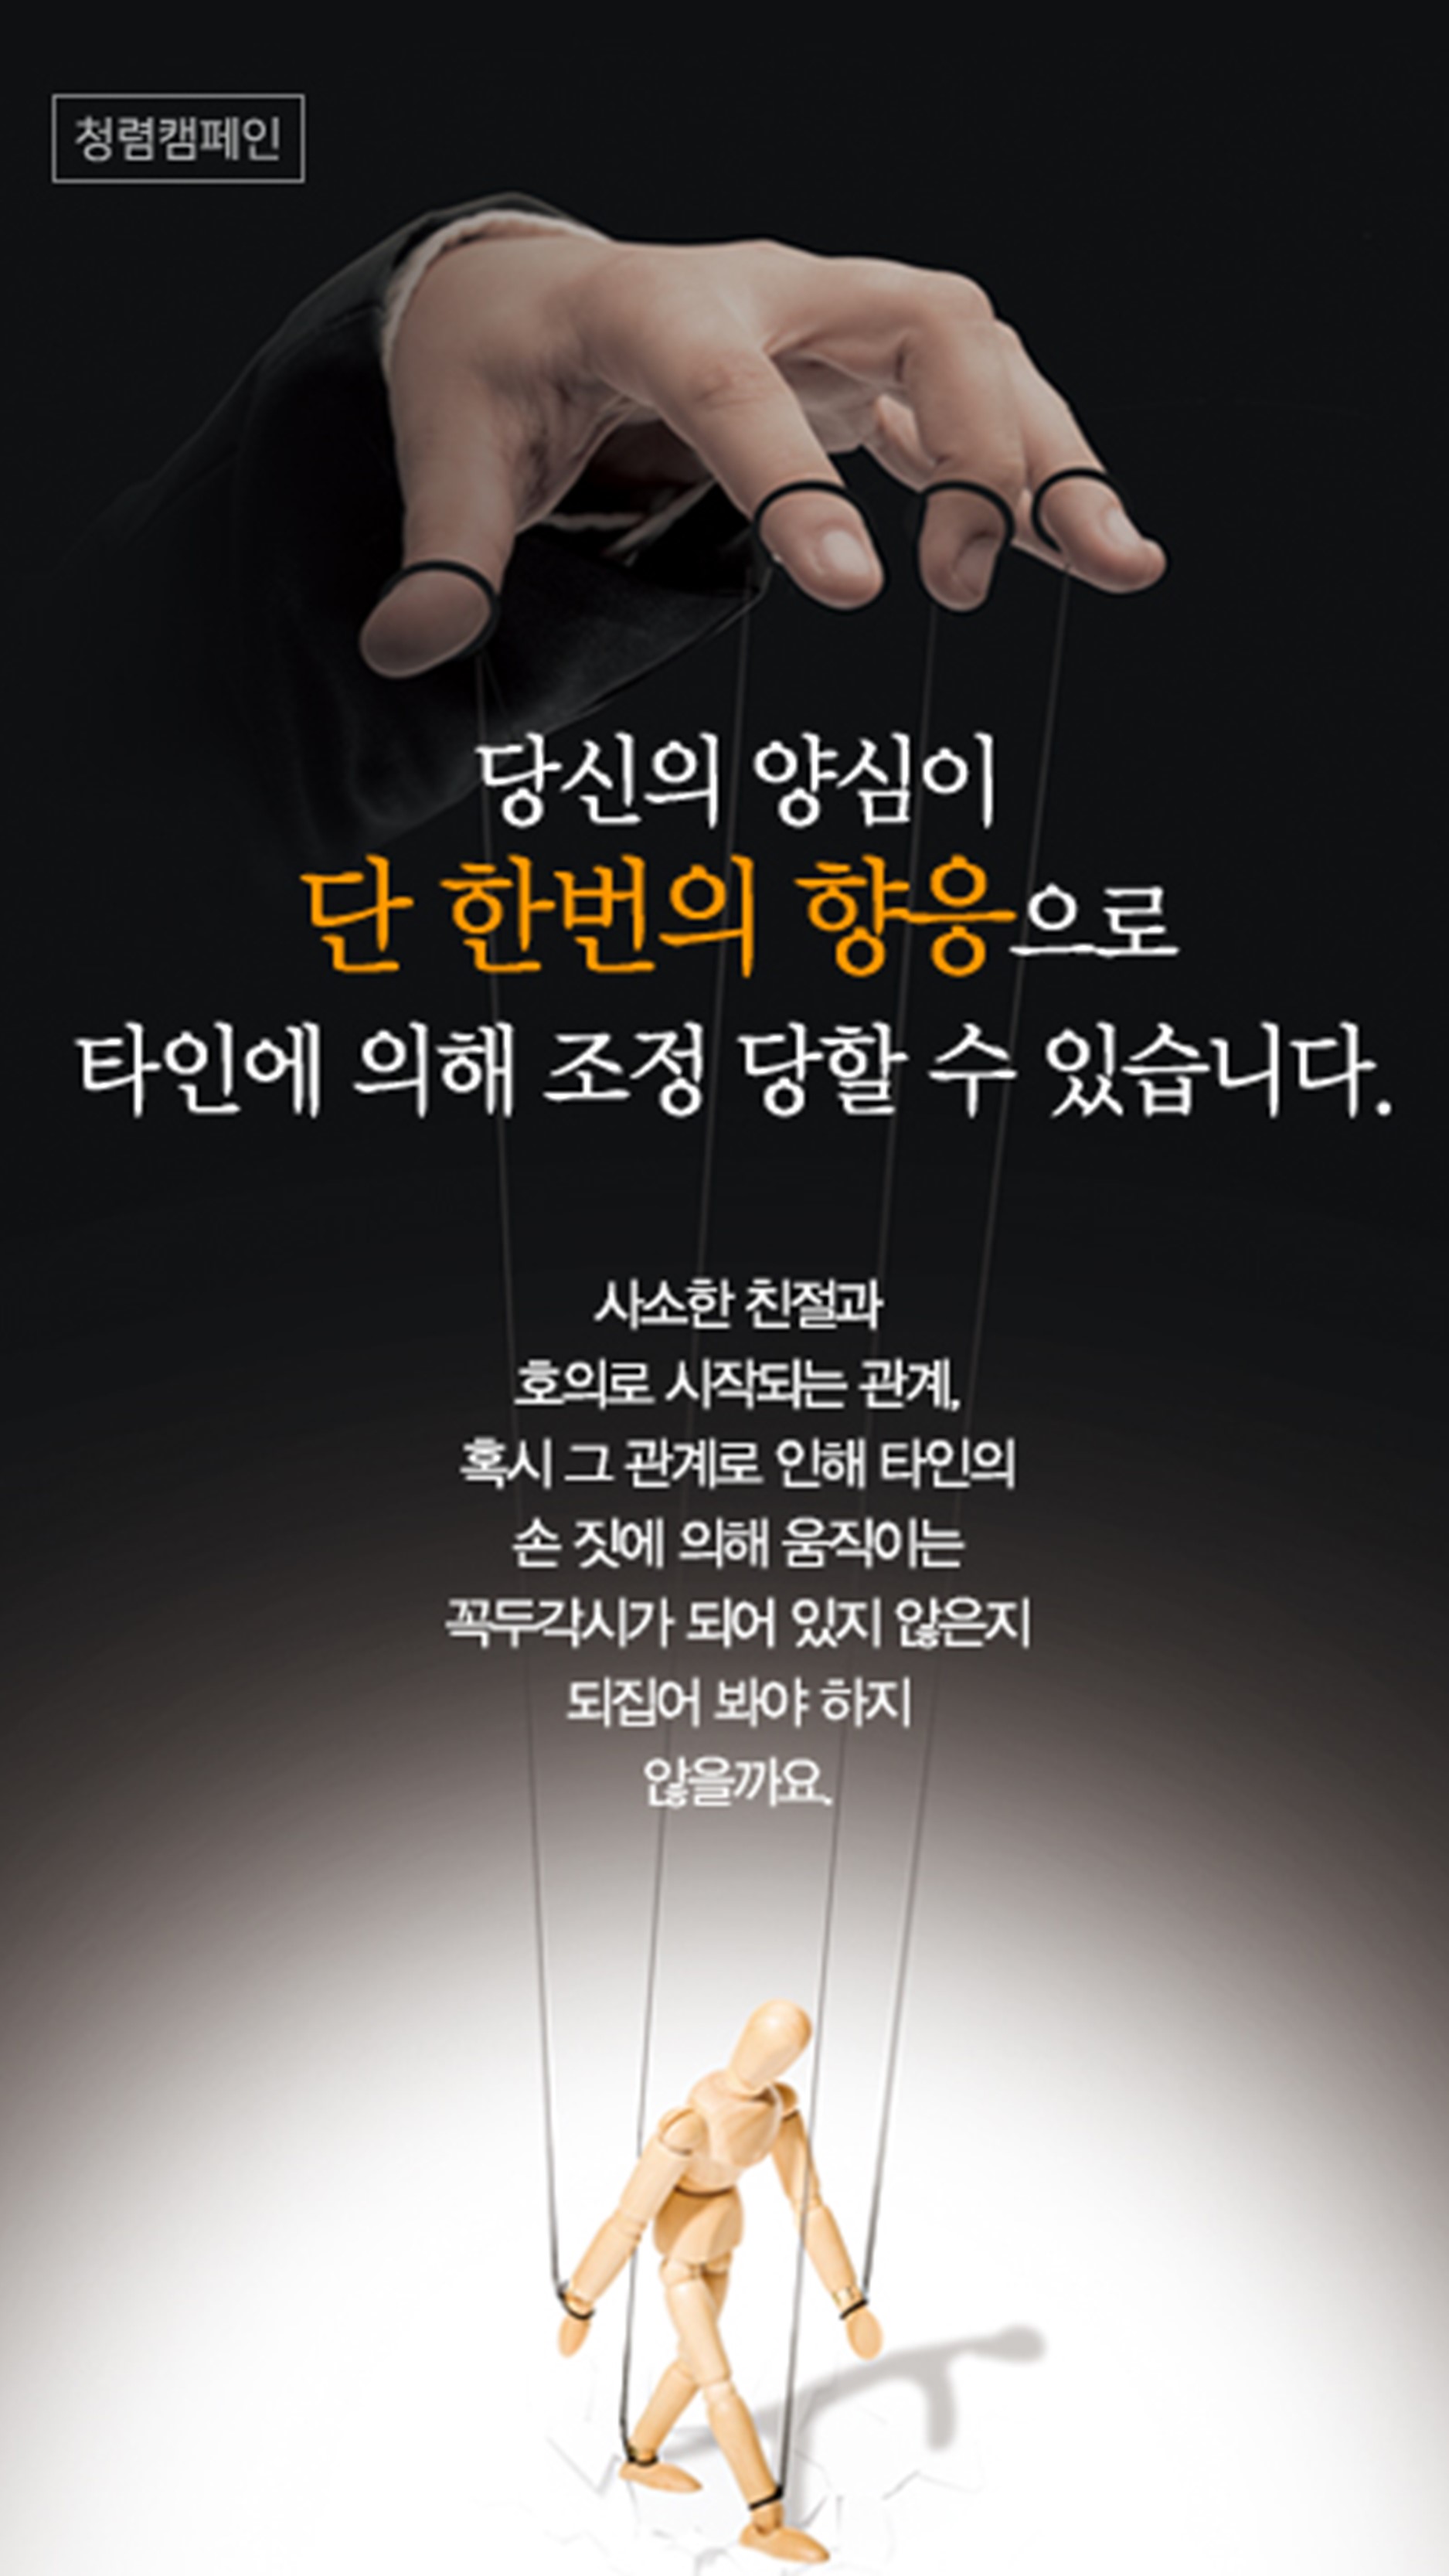 청렴캠페인
당신의 양심이
단 한번의 향응으로
타인에 의해 조정 당할 수 있습니다.
사소한 친절과
호의로 시작되는 관계,
혹시 그 관계로 인해 타인의
손 짓에 의해 움직이는
꼭두각시가 되어 있지 않은지
되집어 봐야 하지
않을까요.